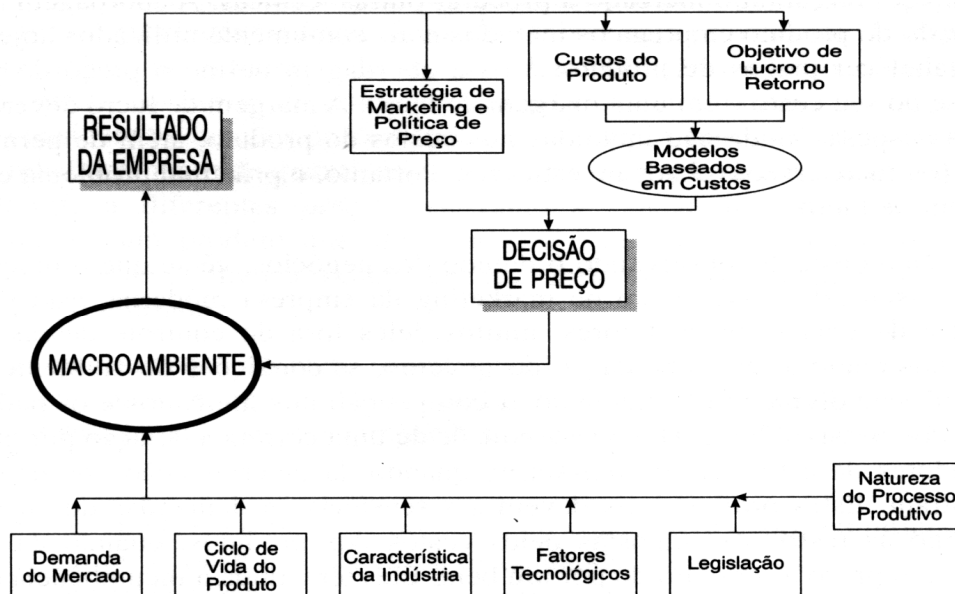 Custos do
Produto
Objetivo de
Lucro ou
Retorno
Estratégia de
Marketing e
Política de
Preço
RESULTADO
DA EMPRESA
Modelos
Baseados
em Custos
DECISÃO
DE PREÇO
MACROAMBIENTE
Natureza
do Processo
Produtivo
Demanda
do Mercado
Ciclo de
Vida do
Produto
Característica
da Indústria
Fatores
Tecnológicos
Legislação